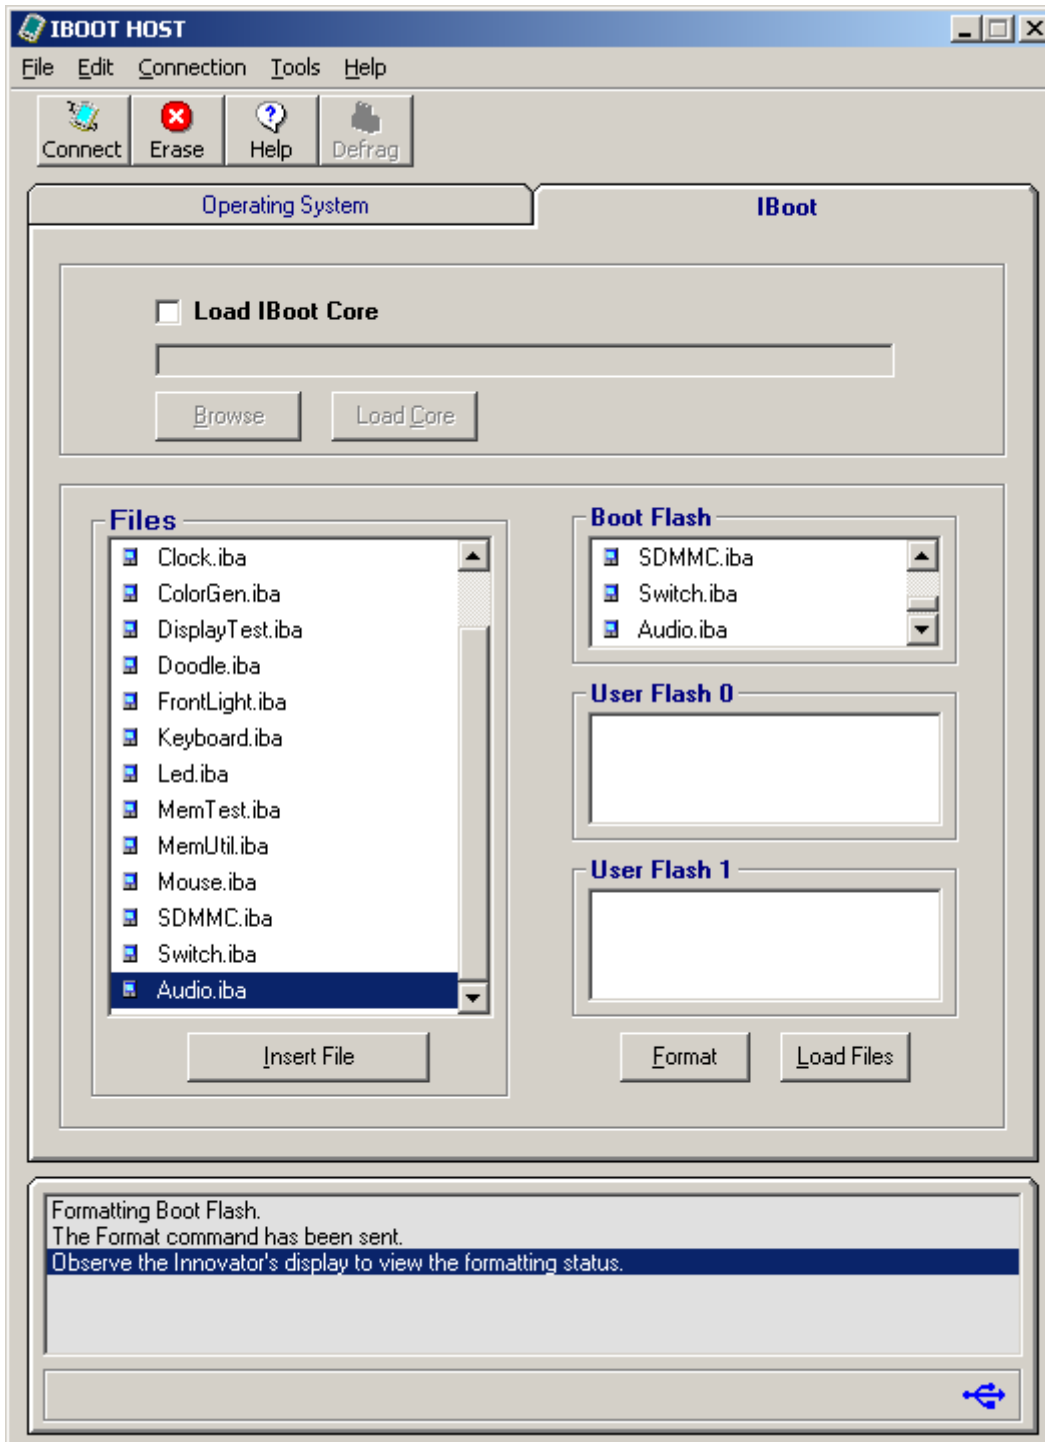 IBOOT HOST
File Edit Connection Tools Help
Connect Erase Help Defrag
Operating System IBoot
Load IBoot Core
Browse Load Core
Files
Clock.iba
ColorGen.iba
DisplayTest.iba
Doodle.iba
FrontLight.iba
Keyboard.iba
Led.iba
MemTest.iba
MemUtil.iba
Mouse.iba
SDMMC.iba
Switch.iba
Audio.iba
Insert File
Boot Flash
SDMMC.iba
Switch.iba
Audio.iba
User Flash 0
User Flash 1
Format Load Files
Formatting Boot Flash.
The Format command has been sent.
Observe the Innovator's display to view the formatting status.